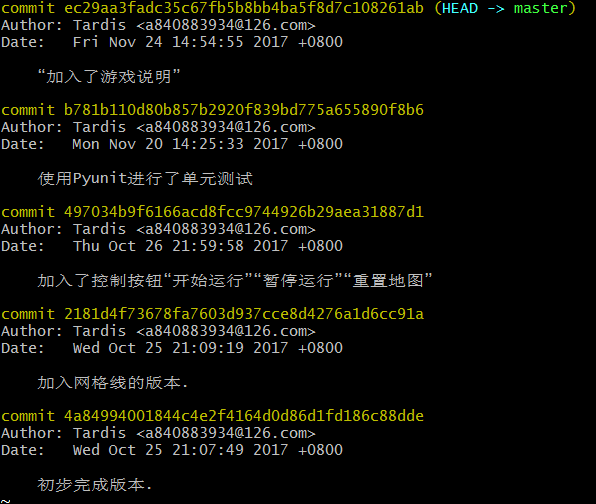 commit ec29aa3fadc35c67fb5b8bb4ba5f8d7c108261ab (HEAD -> master)
Author: Tardis <a840883934@126.com>
Date:   Fri Nov 24 14:54:55 2017 +0800
“加入了游戏说明”
commit b781b110d80b857b2920f839bd775a655890f8b6
Author: Tardis <a840883934@126.com>
Date:   Mon Nov 20 14:25:33 2017 +0800
使用Pyunit进行了单元测试
commit 497034b9f6166acd8fcc9744926b29aea31887d1
Author: Tardis <a840883934@126.com>
Date:   Thu Oct 26 21:59:58 2017 +0800
加入了控制按钮“开始运行”“暂停运行”“重置地图”
commit 2181d4f73678fa7603d937cce8d4276a1d6cc91a
Author: Tardis <a840883934@126.com>
Date:   Wed Oct 25 21:09:19 2017 +0800
加入网格线的版本.
commit 4a84994001844c4e2f4164d0d86d1fd186c88dde
Author: Tardis <a840883934@126.com>
Date:   Wed Oct 25 21:07:49 2017 +0800
初步完成版本.
~